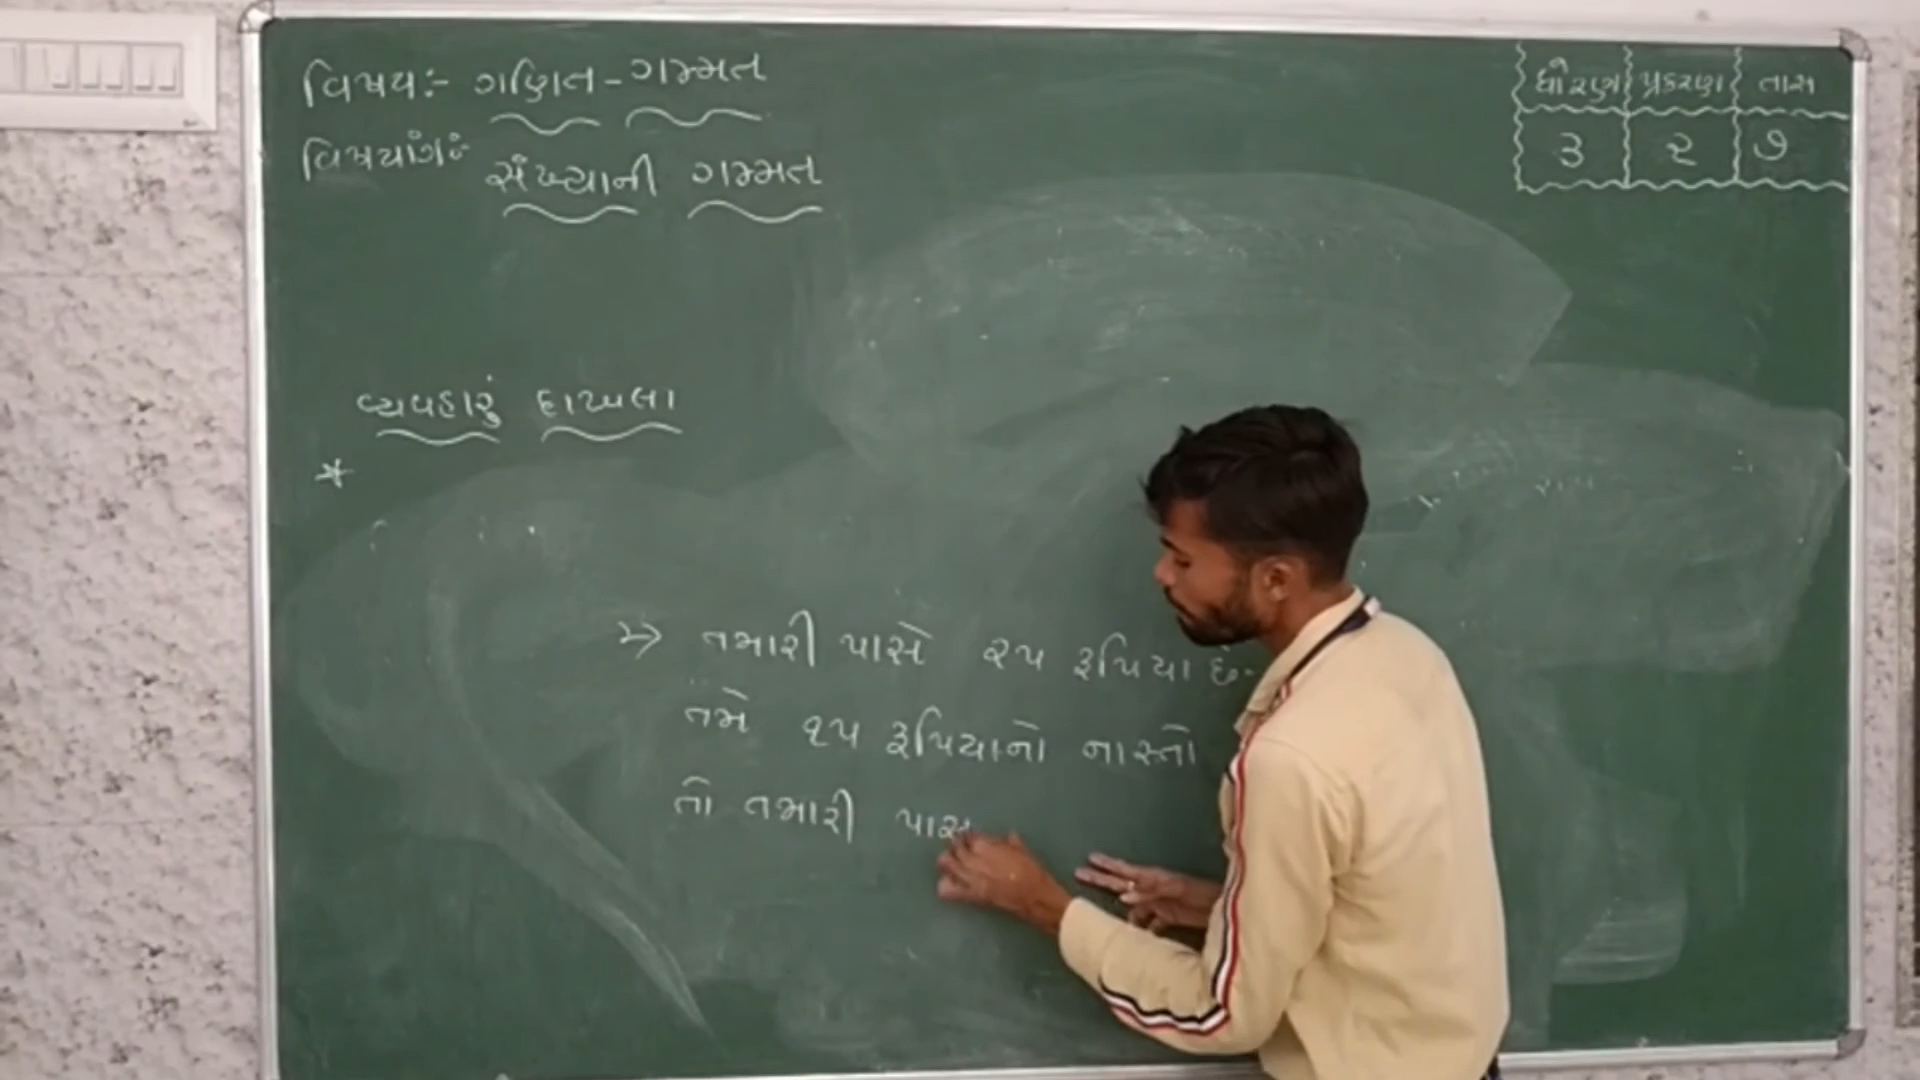 વિષય:- ગણિત-ગમ્મત
વિષયાંગ:- સંખ્યાની ગમ્મત
ધોરણ પ્રકરણ તાસ
૩ ૨ ૭
વ્યવહારું દાખલા
*
૨→ તમારી પાસે ૨૫ રૂપિયા છે.
તમે ૧૫ રૂપિયાનો નાસ્તો
તો તમારી પાસ